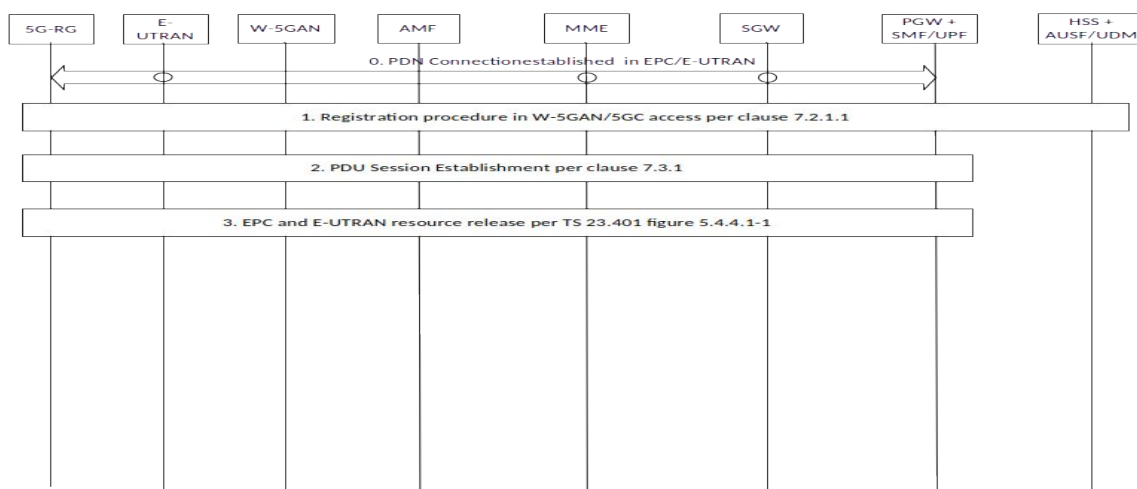 5G-RG
E-
UTRAN
W-5GAN
AMF
MME
SGW
PGW +
SMF/UPF
HSS +
AUSF/UDM
0. PDN Connectionestablished in EPC/E-UTRAN
1. Registration procedure in W-5GAN/5GC access per clause 7.2.1.1
2. PDU Session Establishment per clause 7.3.1
3. EPC and E-UTRAN resource release per TS 23.401 figure 5.4.4.1-1